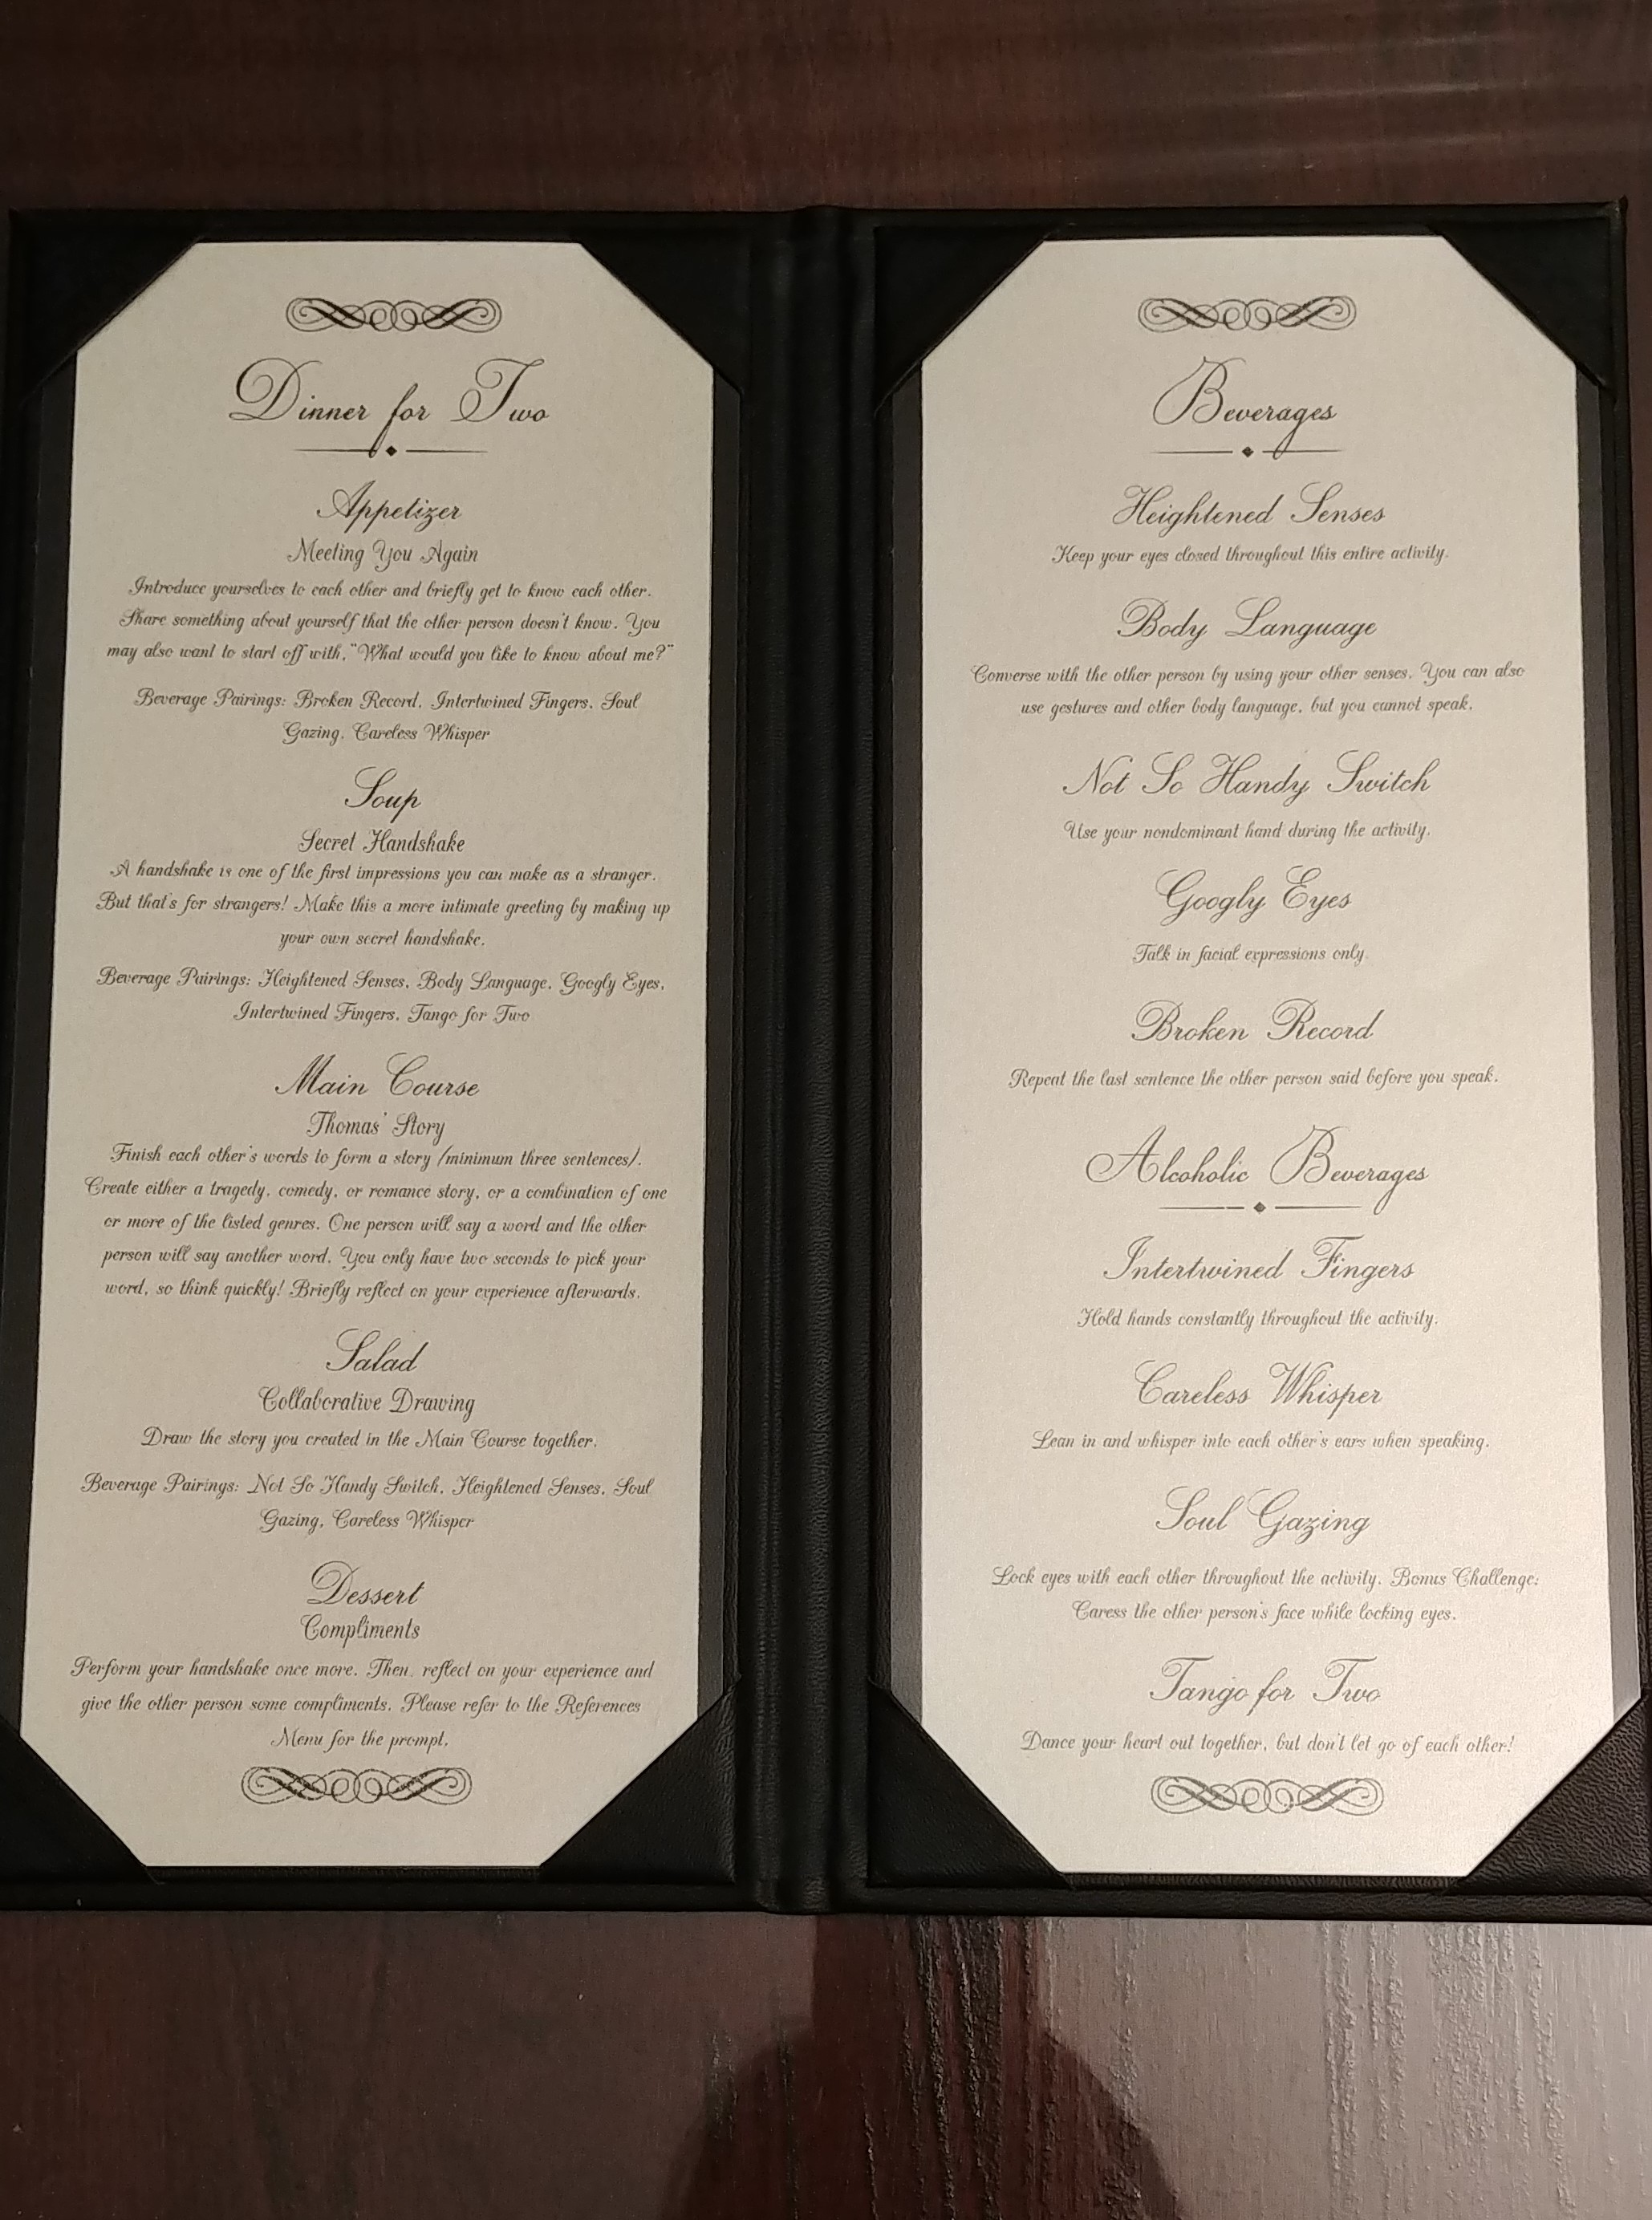 Dinner for Two
Appetizer
Meeting You Again
Introduce yourselves to each other and briefly get to know each other.
Share something about yourself that the other person doesn't know. You
may also want to start off with, "What would you like to know about me?"
Beverage Pairings: Broken Record, Intertwined Fingers, Soul
Gazing, Careless Whisper
Soup
Secret Handshake
A handshake is one of the first impressions you can make as a stranger.
But that's for strangers! Make this a more intimate greeting by making up
your own secret handshake.
Beverage Pairings: Heightened Senses, Body Language, Googly Eyes,
Intertwined Fingers, Tango for Two
Main Course
Thomas' Story
Finish each other's words to form a story (minimum three sentences).
Create either a tragedy, comedy, or romance story, or a combination of one
or more of the listed genres. One person will say a word and the other
person will say another word. You only have two seconds to pick your
word, so think quickly! Briefly reflect on your experience afterwards.
Salad
Collaborative Drawing
Draw the story you created in the Main Course together.
Beverage Pairings: Not So Handy Switch, Heightened Senses, Soul
Gazing, Careless Whisper
Dessert
Compliments
Perform your handshake once more. Then, reflect on your experience and
give the other person some compliments. Please refer to the References
Menu for the prompt.
Beverages
Heightened Senses
Keep your eyes closed throughout this entire activity.
Body Language
Converse with the other person by using your other senses. You can also
use gestures and other body language, but you cannot speak.
Not So Handy Switch
Use your nondominant hand during the activity.
Googly Eyes
Talk in facial expressions only.
Broken Record
Repeat the last sentence the other person said before you speak.
Alcoholic Beverages
Intertwined Fingers
Hold hands constantly throughout the activity.
Careless Whisper
Lean in and whisper into each other's ears when speaking.
Soul Gazing
Lock eyes with each other throughout the activity. Bonus Challenge:
Caress the other person's face while locking eyes.
Tango for Two
Dance your heart out together, but don't let go of each other!